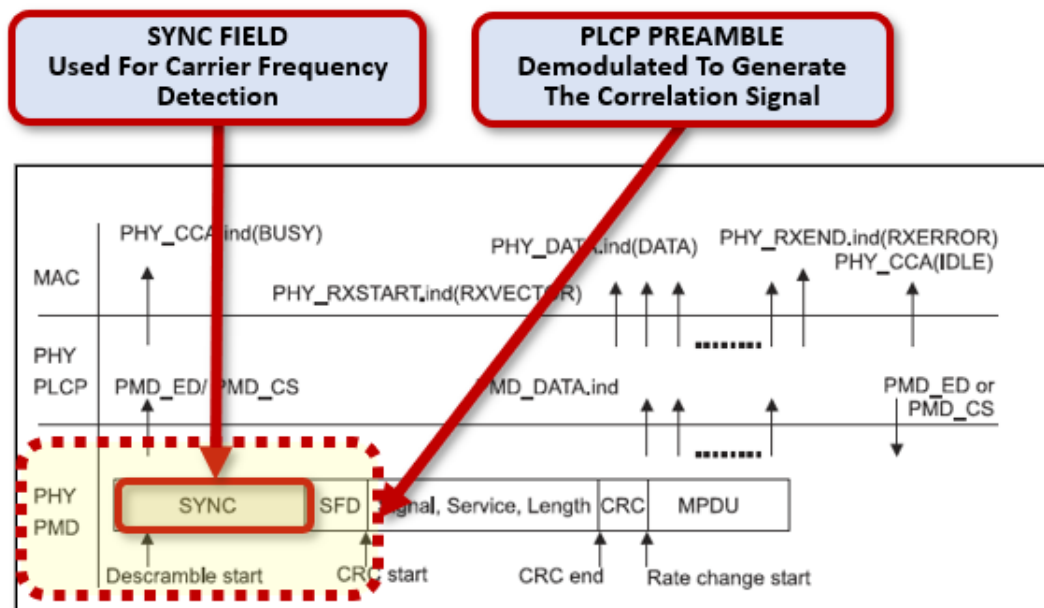 SYNC FIELD
Used For Carrier Frequency
Detection
PLCP PREAMBLE
Demodulated To Generate
The Correlation Signal
MAC
PHY_CCA.ind(BUSY)
PHY_RXSTART.ind(RXVECTOR)
PHY_DATA.ind(DATA)
PHY_RXEND.ind(RXERROR)
PHY_CCA(IDLE)
PHY
PLCP
PMD_ED/ PMD_CS
PMD_DATA.ind
PMD_ED or
PMD_CS
PHY
PMD
SYNC
SFD
Signal, Service, Length
CRC
MPDU
Descramble start
CRC start
CRC end
Rate change start